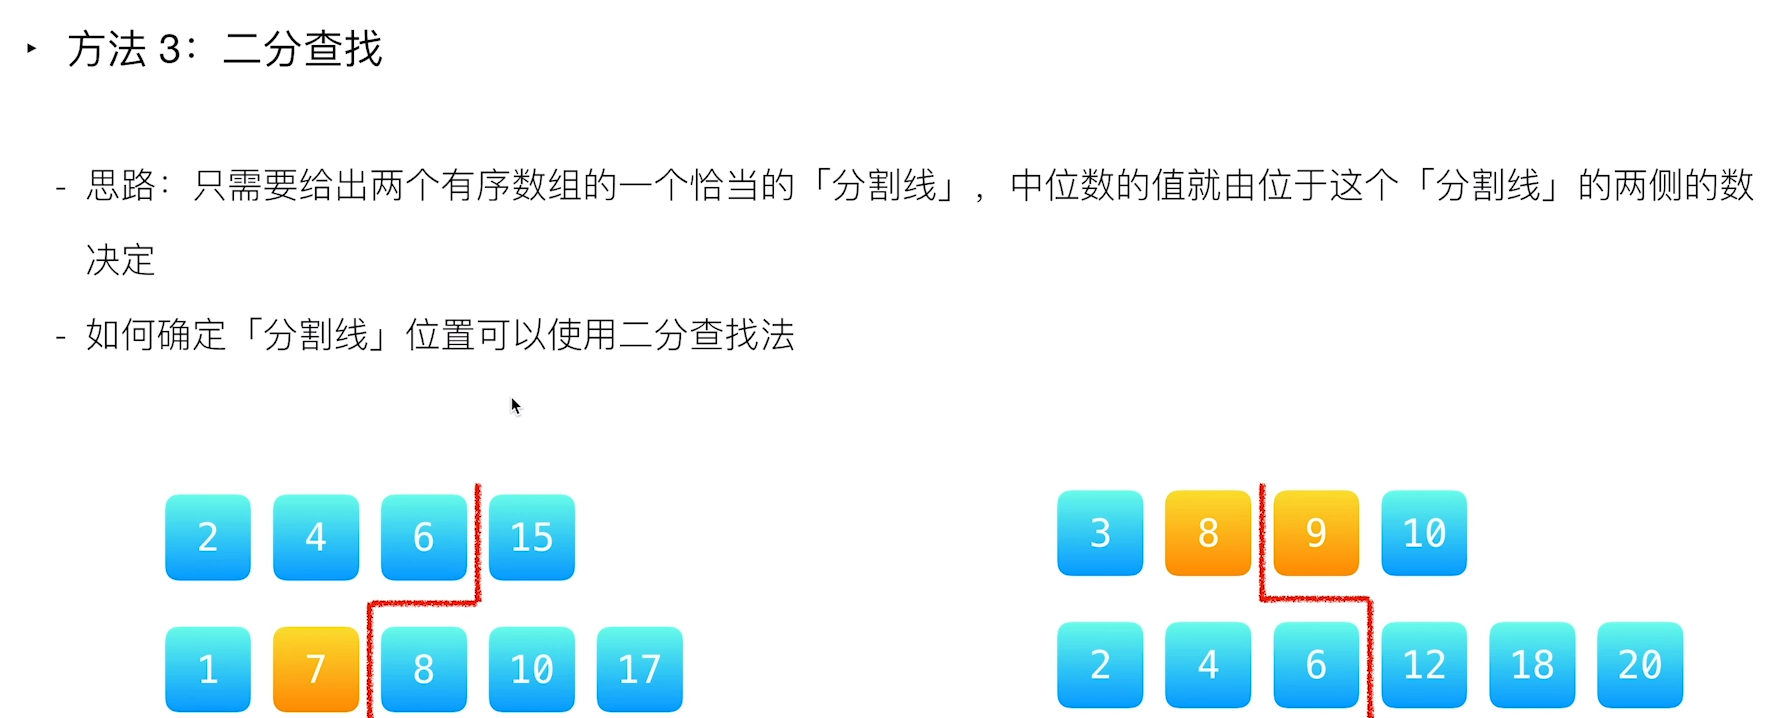 ▸ 方法 3：二分查找
- 思路：只需要给出两个有序数组的一个恰当的「分割线」，中位数的值就由位于这个「分割线」的两侧的数
决定
- 如何确定「分割线」位置可以使用二分查找法
2 4 6 15
1 7 8 10 17
3 8 9 10
2 4 6 12 18 20